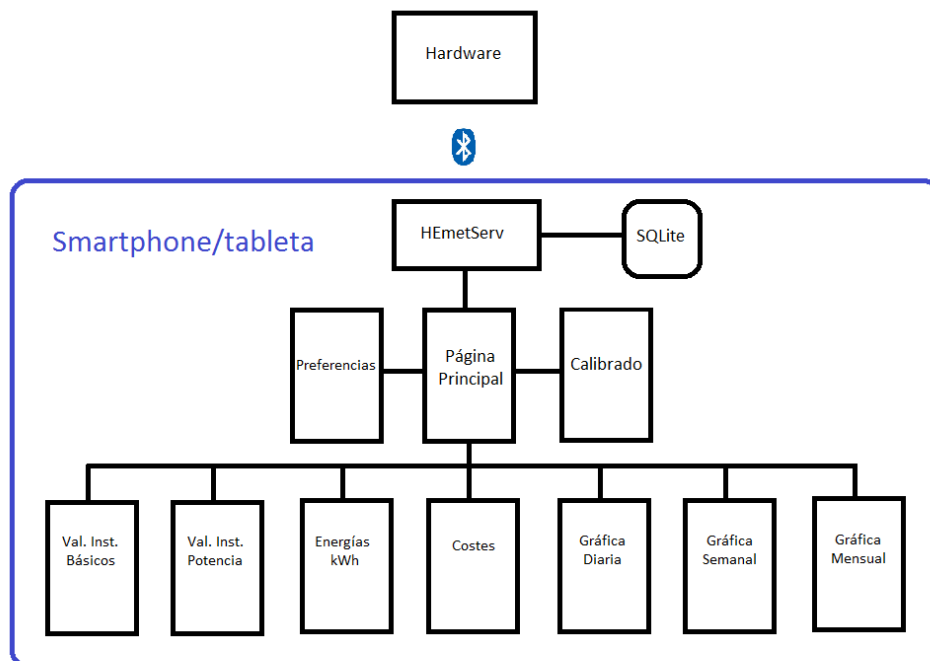 Hardware
Smartphone/tableta
HEmetServ
SQLite
Preferencias
Página
Principal
Calibrado
Val. Inst.
Básicos
Val. Inst.
Potencia
Energías
kWh
Costes
Gráfica
Diaria
Gráfica
Semanal
Gráfica
Mensual